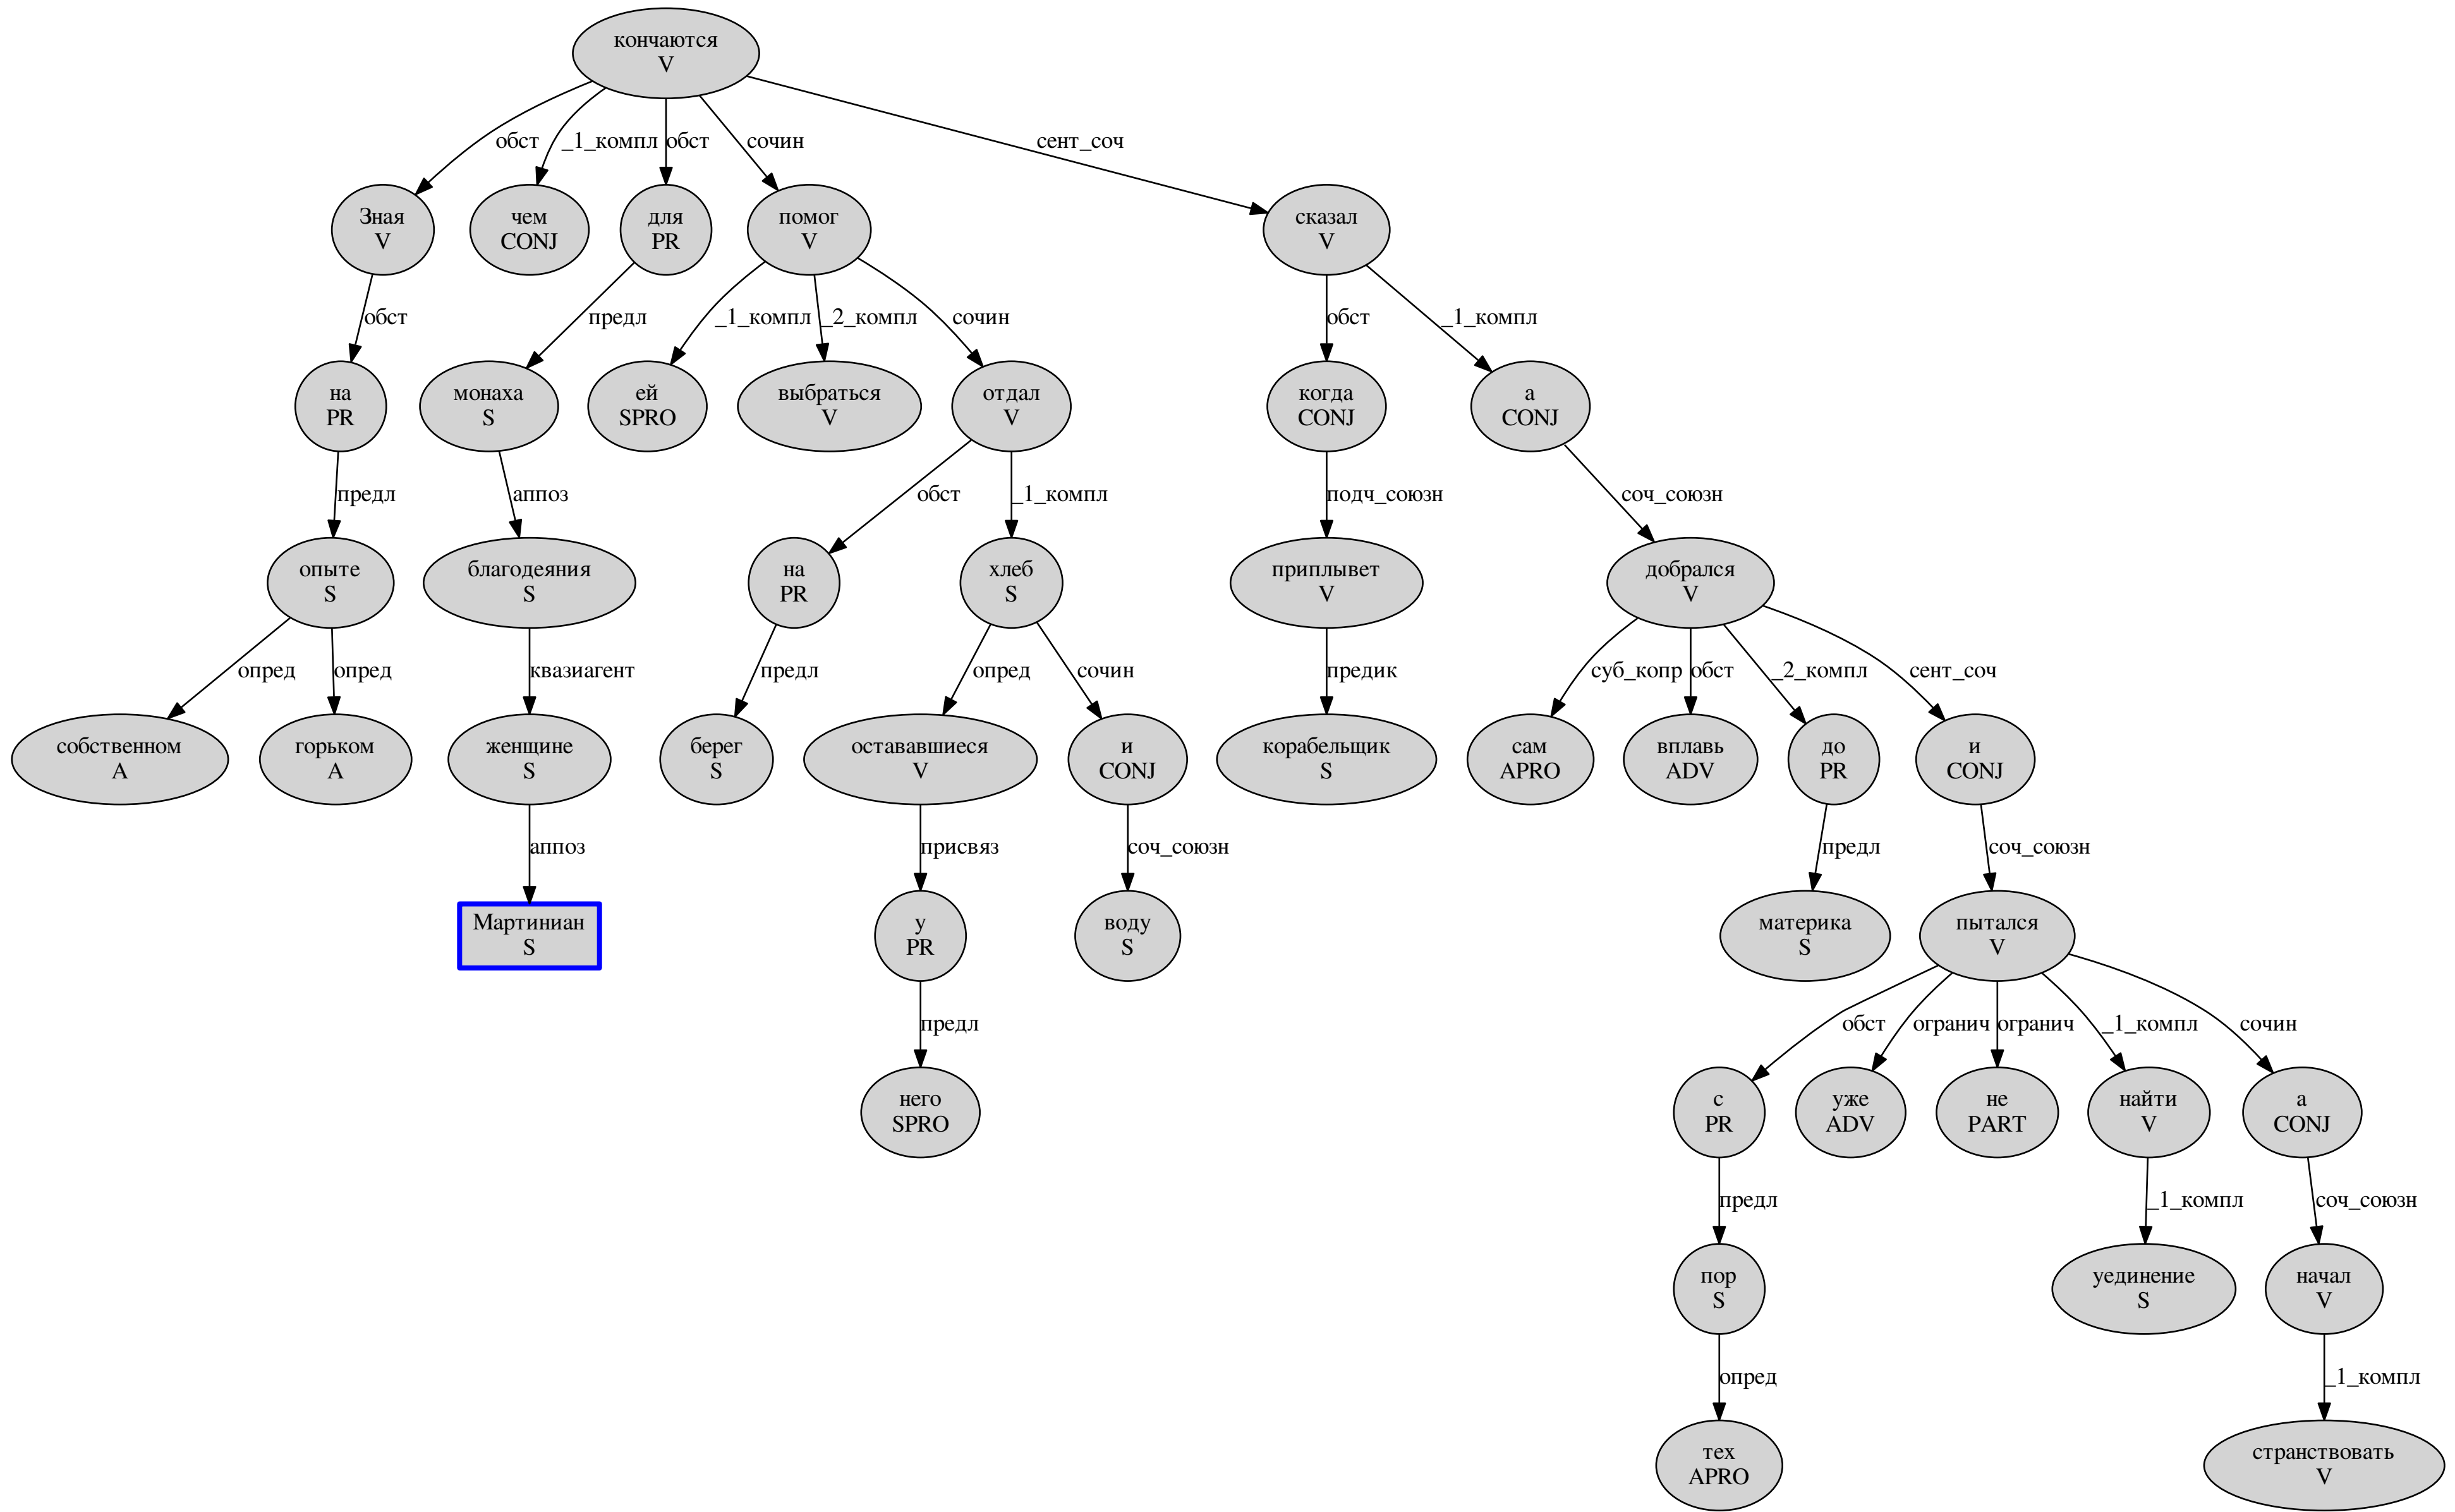 кончаются
V
обст
_1_компл
обст
сочин
сент_соч
Зная
V
чем
CONJ
для
PR
помог
V
сказал
V
обст
предл
_1_компл
_2_компл
сочин
обст
_1_компл
на
PR
монаха
S
ей
SPRO
выбраться
V
отдал
V
когда
CONJ
а
CONJ
предл
аппоз
обст
_1_компл
подч_союзн
соч_союзн
опыте
S
благодеяния
S
на
PR
хлеб
S
приплывет
V
добрался
V
опред
опред
квазиагент
предл
опред
сочин
предик
суб_копр
обст
_2_компл
сент_соч
собственном
A
горьком
A
женщине
S
берег
S
остававшиеся
V
и
CONJ
корабельщик
S
сам
APRO
вплавь
ADV
до
PR
и
CONJ
аппоз
присвяз
соч_союзн
предл
соч_союзн
Мартиниан
S
у
PR
воду
S
материка
S
пытался
V
предл
обст
огранич
огранич
_1_компл
сочин
него
SPRO
с
PR
уже
ADV
не
PART
найти
V
а
CONJ
предл
_1_компл
соч_союзн
пор
S
уединение
S
начал
V
опред
_1_компл
тех
APRO
странствовать
V